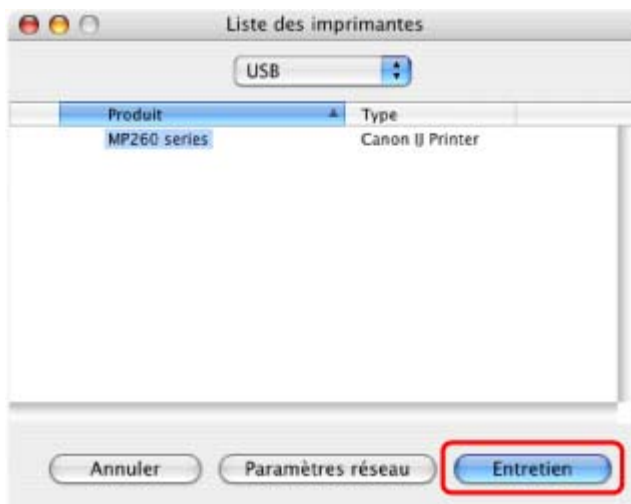 Liste des imprimantes
USB
Produit Type
MP260 series Canon IJ Printer
Annuler Paramètres réseau Entretien